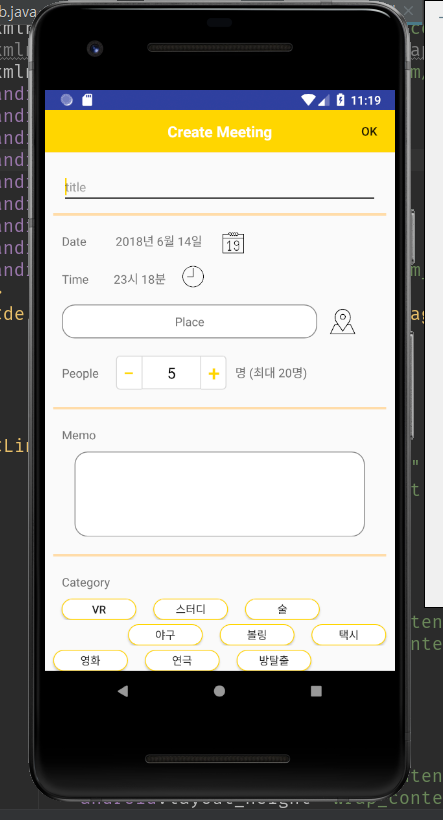 b.java
11:19
Create Meeting OK
title
Date 2018년 6월 14일 19
Time 23시 18분
Place
People − 5 + 명 (최대 20명)
Memo
Category
VR 스터디 술
야구 볼링 택시
영화 연극 방탈출